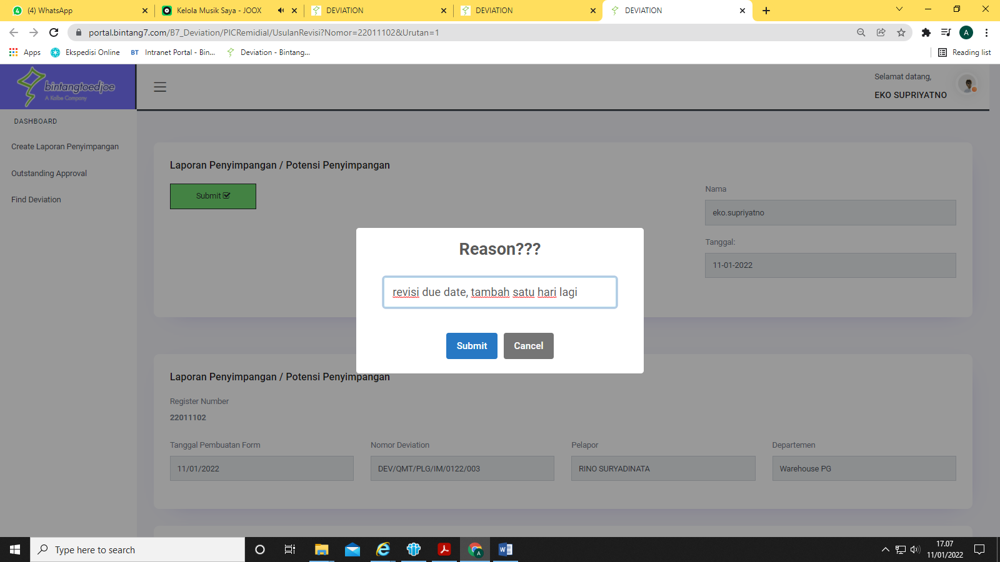 (4) WhatsApp
Kelola Musik Saya - JOOX
DEVIATION
DEVIATION
DEVIATION
portal.bintang7.com/B7_Deviation/PICRemidial/UsulanRevisi?Nomor=22011102&Urutan=1
A
Apps
Ekspedisi Online
BT Intranet Portal - Bin...
Deviation - Bintang...
Reading list
bintangtoedjoe
A Kalbe Company
Selamat datang,
EKO SUPRIYATNO
DASHBOARD
Create Laporan Penyimpangan
Outstanding Approval
Find Deviation
Laporan Penyimpangan / Potensi Penyimpangan
Submit
Nama
eko.supriyatno
Tanggal:
11-01-2022
Reason???
revisi due date, tambah satu hari lagi
Submit
Cancel
Laporan Penyimpangan / Potensi Penyimpangan
Register Number
22011102
Tanggal Pembuatan Form
Nomor Deviation
Pelapor
Departemen
11/01/2022
DEV/QMT/PLG/IM/0122/003
RINO SURYADINATA
Warehouse PG
Type here to search
17.07
11/01/2022